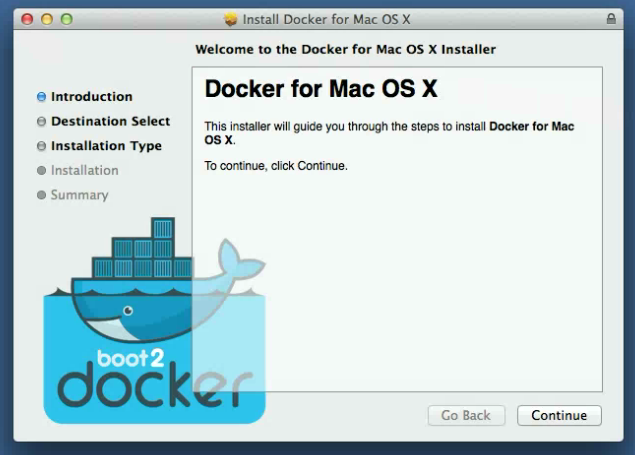 Install Docker for Mac OS X
Welcome to the Docker for Mac OS X Installer
Introduction
Destination Select
Installation Type
Installation
Summary
Docker for Mac OS X
This installer will guide you through the steps to install Docker for Mac
OS X.
To continue, click Continue.
boot2
docker
Go Back
Continue